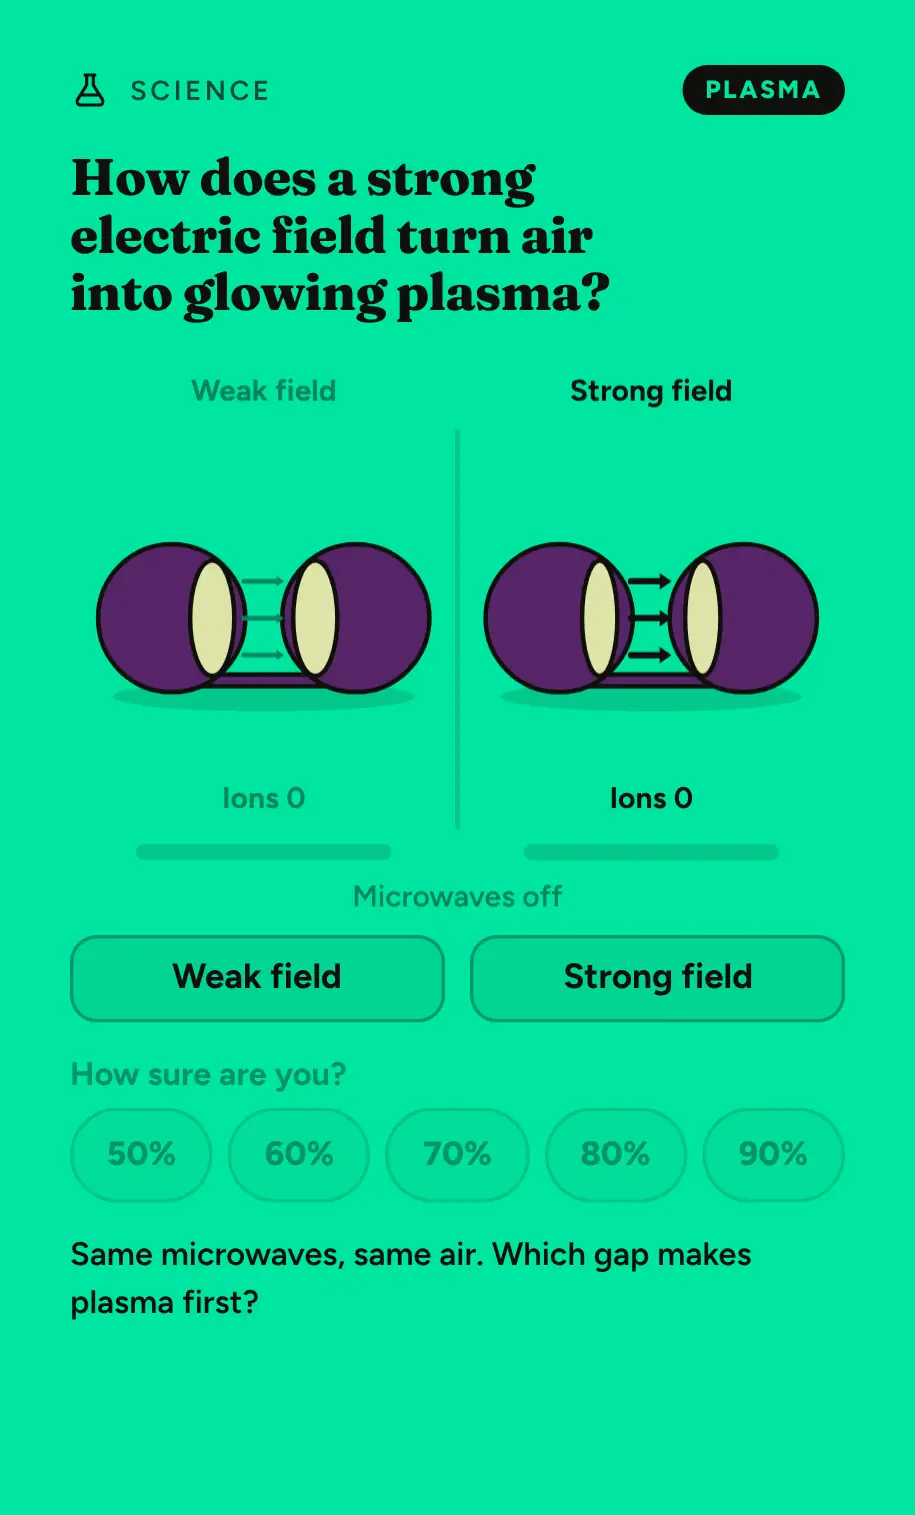 SCIENCE
PLASMA
How does a strong
electric field turn air
into glowing plasma?
Weak field
Strong field
Ions 0
Ions 0
Microwaves off
Weak field
Strong field
How sure are you?
50%
60%
70%
80%
90%
Same microwaves, same air. Which gap makes
plasma first?